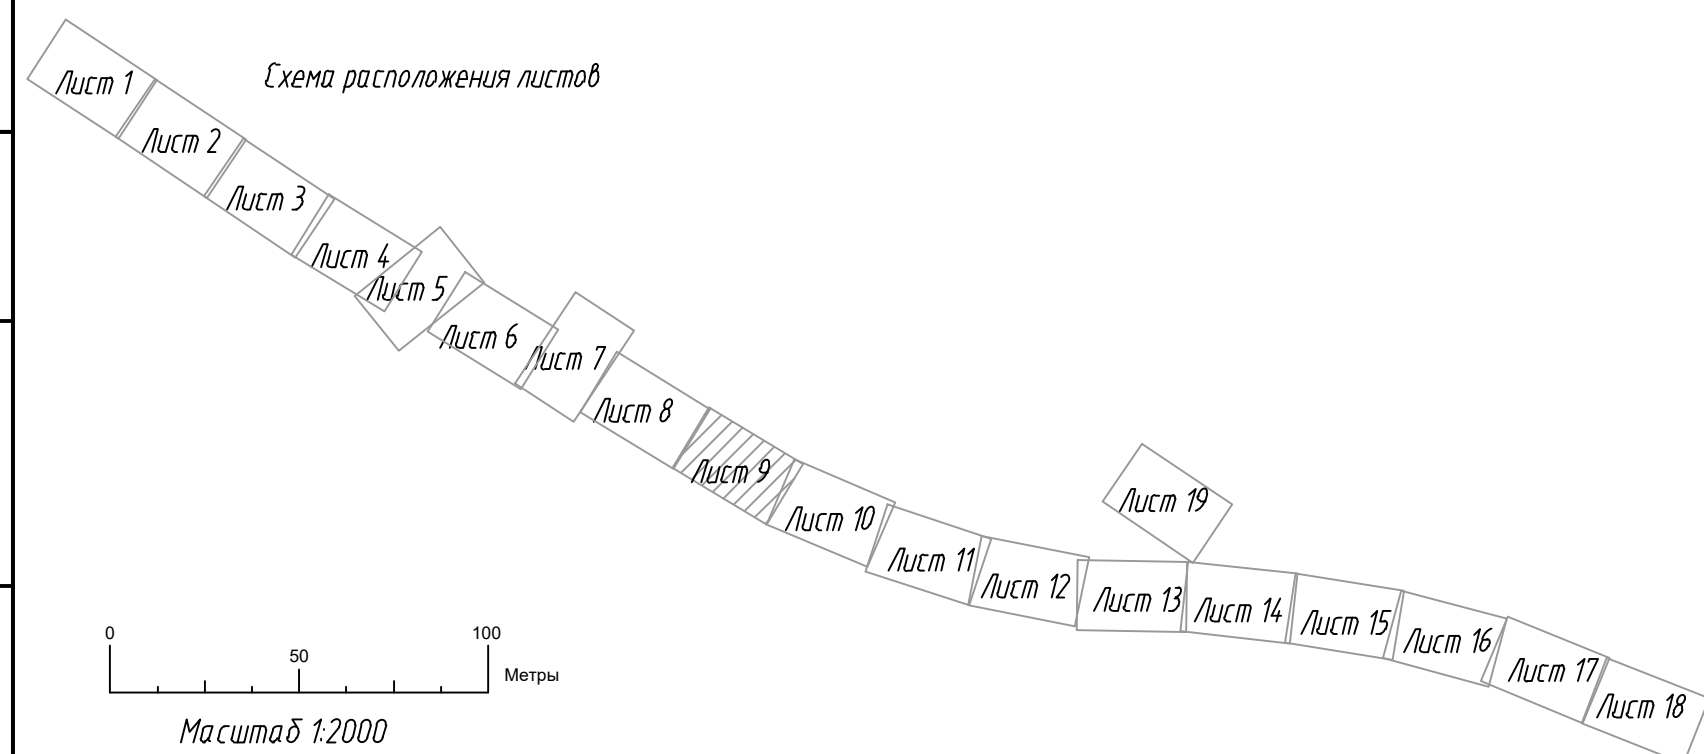 Схема расположения листов
Лист 1
Лист 2
Лист 3
Лист 4
Лист 5
Лист 6
Лист 7
Лист 8
Лист 9
Лист 10
Лист 11
Лист 12
Лист 13
Лист 14
Лист 15
Лист 16
Лист 17
Лист 18
Лист 19
0
50
100
Метры
Масштаб 1:2000